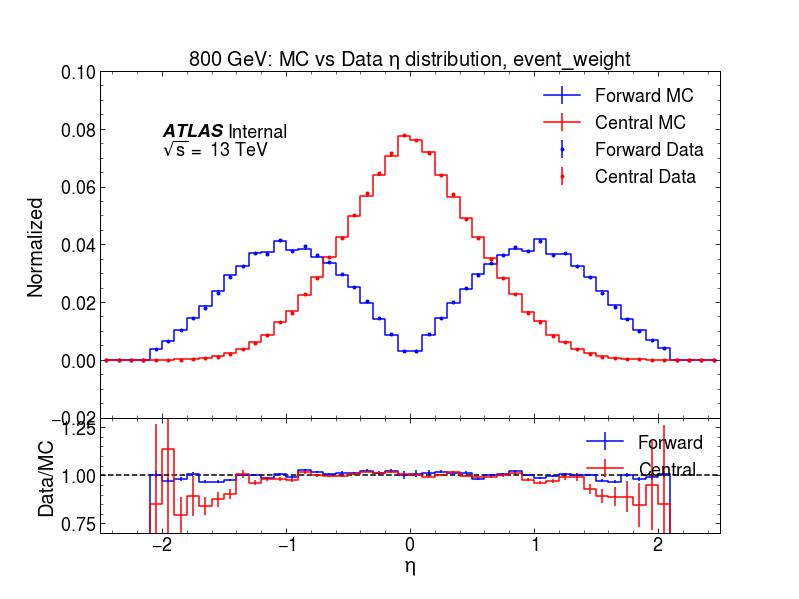 800 GeV: MC vs Data η distribution, event_weight
0.10
0.08
0.06
0.04
0.02
0.00
−0.02
Normalized
ATLAS Internal
√s = 13 TeV
Forward MC
Central MC
Forward Data
Central Data
1.25
1.00
0.75
Data/MC
Forward
Central
−2 −1 0 1 2
η